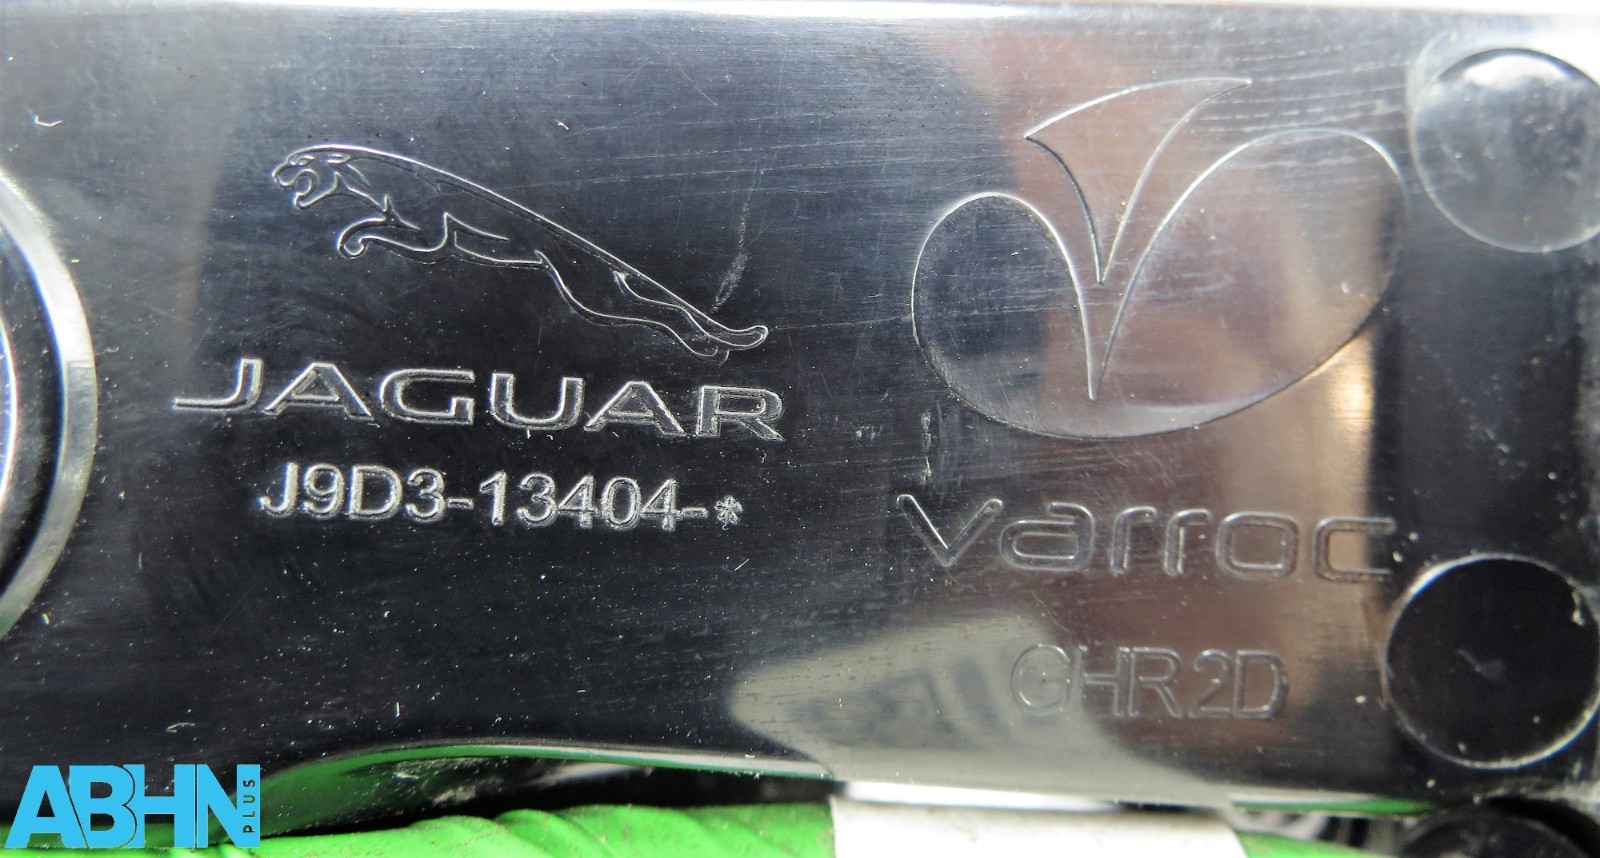 JAGUAR
J9D3-13404-*
varroc
GHR2D
ABHN PLUS